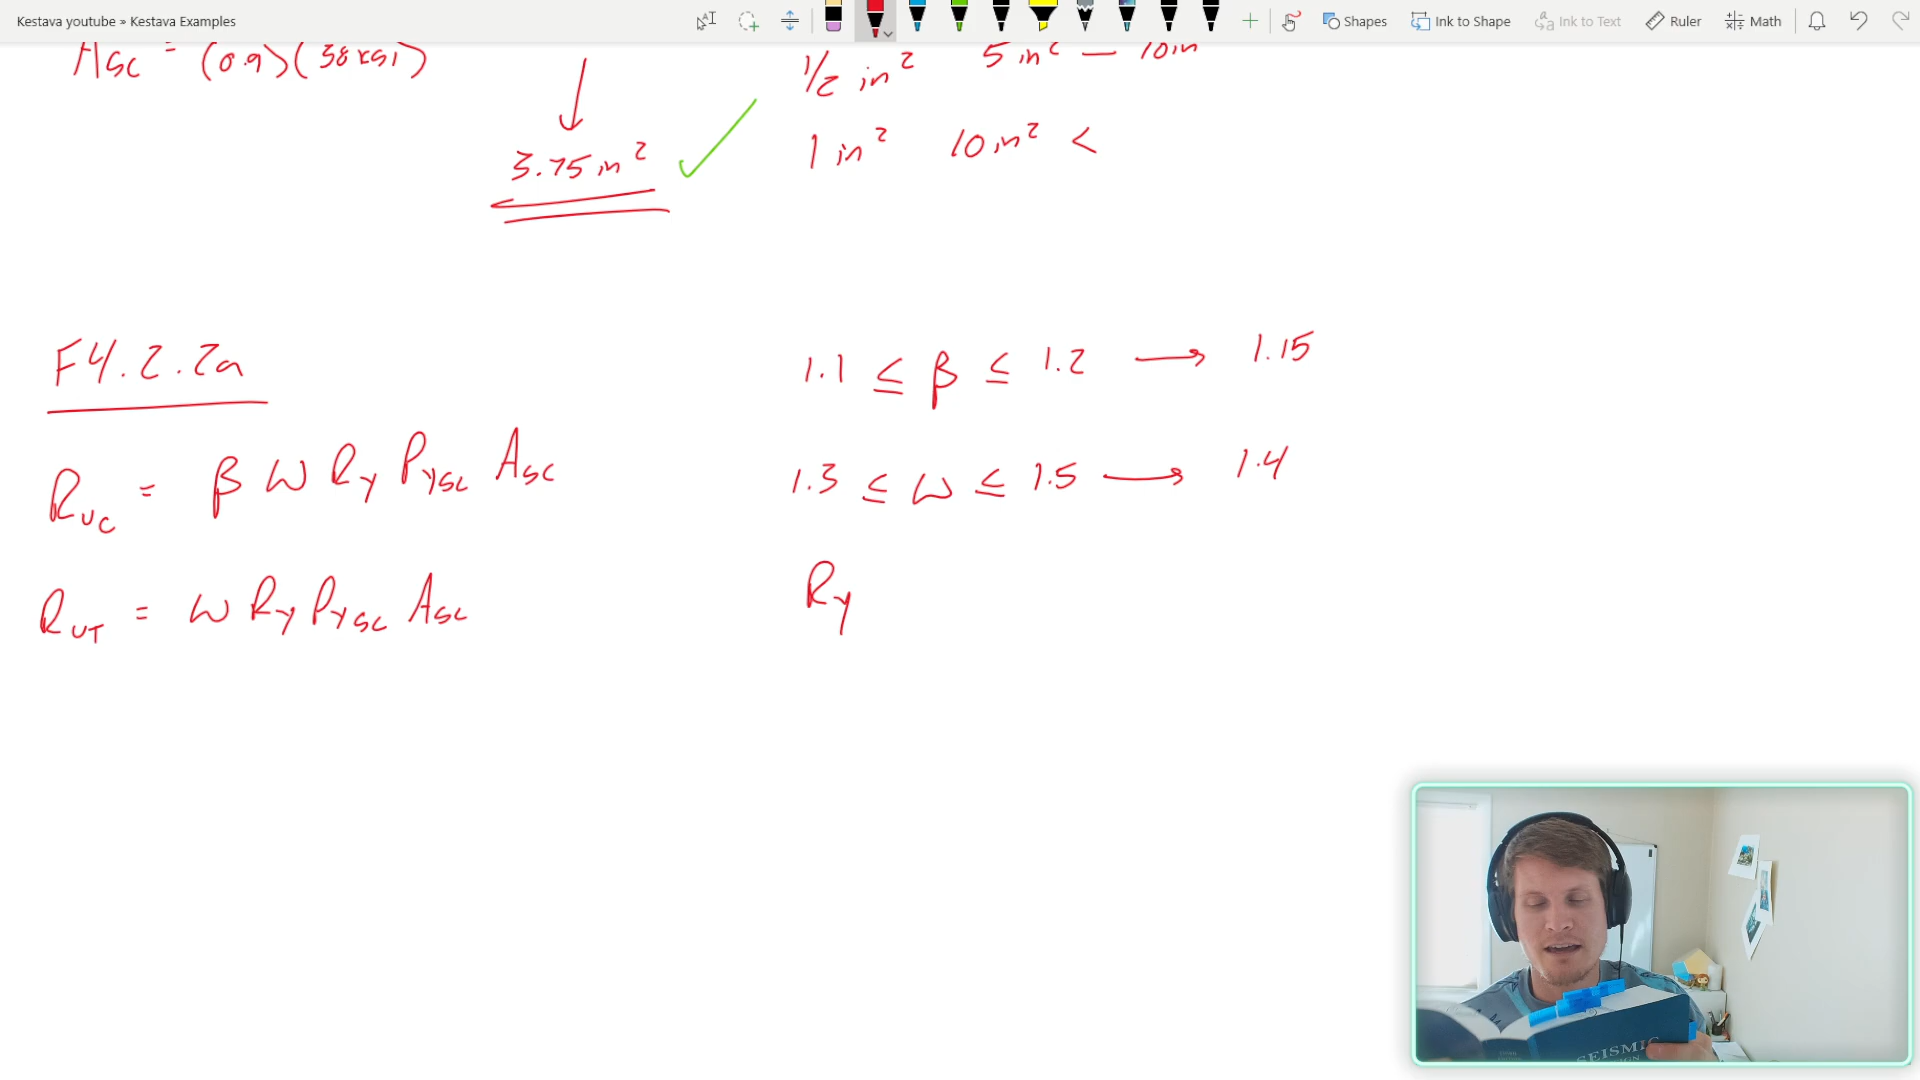 Kestava youtube » Kestava Examples
Shapes
Ink to Shape
Ink to Text
Ruler
Math
Asc = (0.9)(38 ksi)
1/2 in² 5 in² — 10in
3.75 in² ✓
1 in² 10 in² <
F4.2.2a
1.1 ≤ β ≤ 1.2 → 1.15
Ruc = β ω Ry Pysc Asc
1.3 ≤ ω ≤ 1.5 → 1.4
RuT = ω Ry Pysc Asc
Ry
SEISMIC